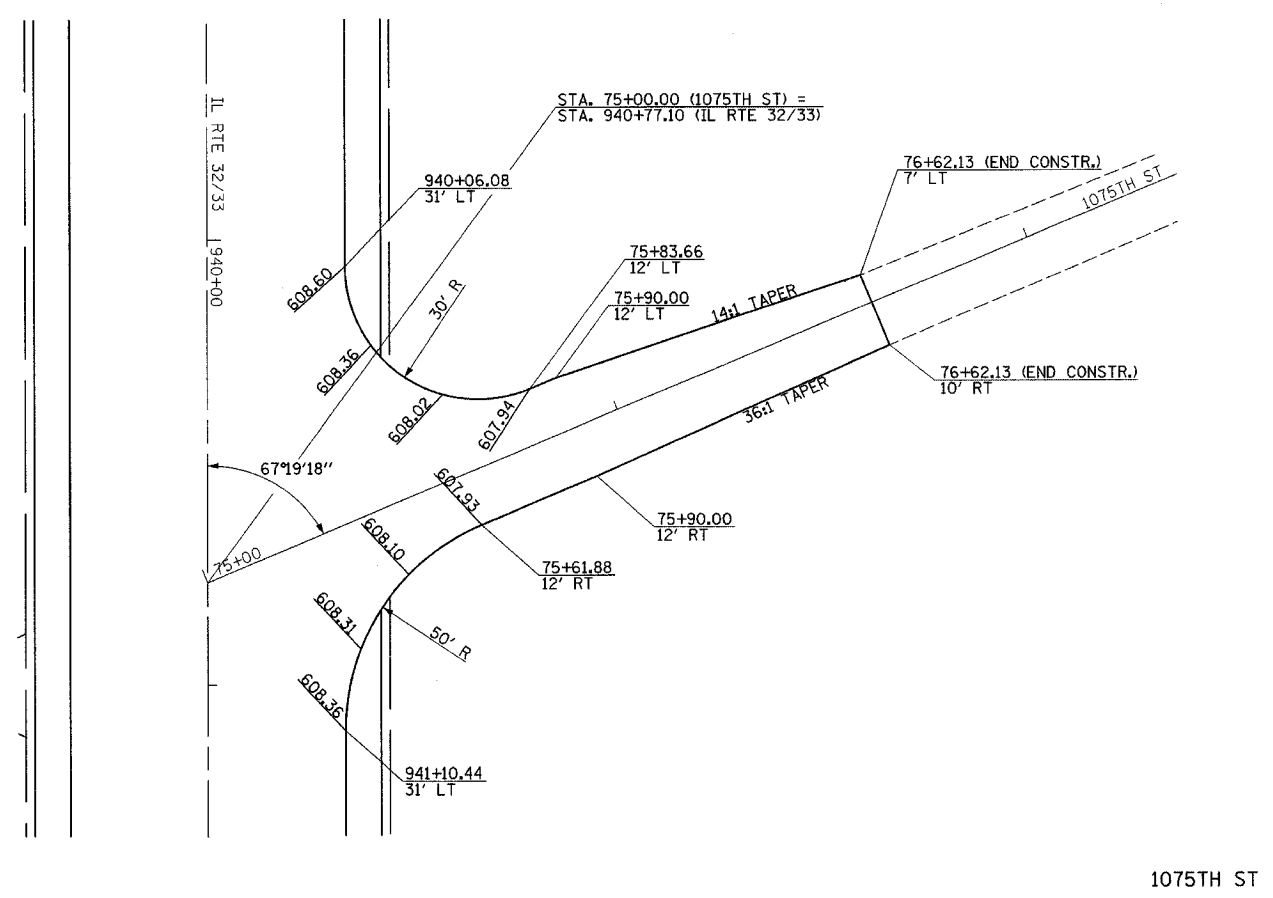 IL RTE 32/33
940+00
STA. 75+00.00 (1075TH ST) =
STA. 940+77.10 (IL RTE 32/33)
940+06.08
31' LT
76+62.13 (END CONSTR.)
7' LT
1075TH ST
75+83.66
12' LT
75+90.00
12' LT
608.60
30' R
14:1 TAPER
608.36
608.02
607.94
76+62.13 (END CONSTR.)
10' RT
36:1 TAPER
67°19'18"
607.93
75+90.00
12' RT
608.10
75+00
75+61.88
12' RT
608.31
50' R
608.36
941+10.44
31' LT
1075TH ST